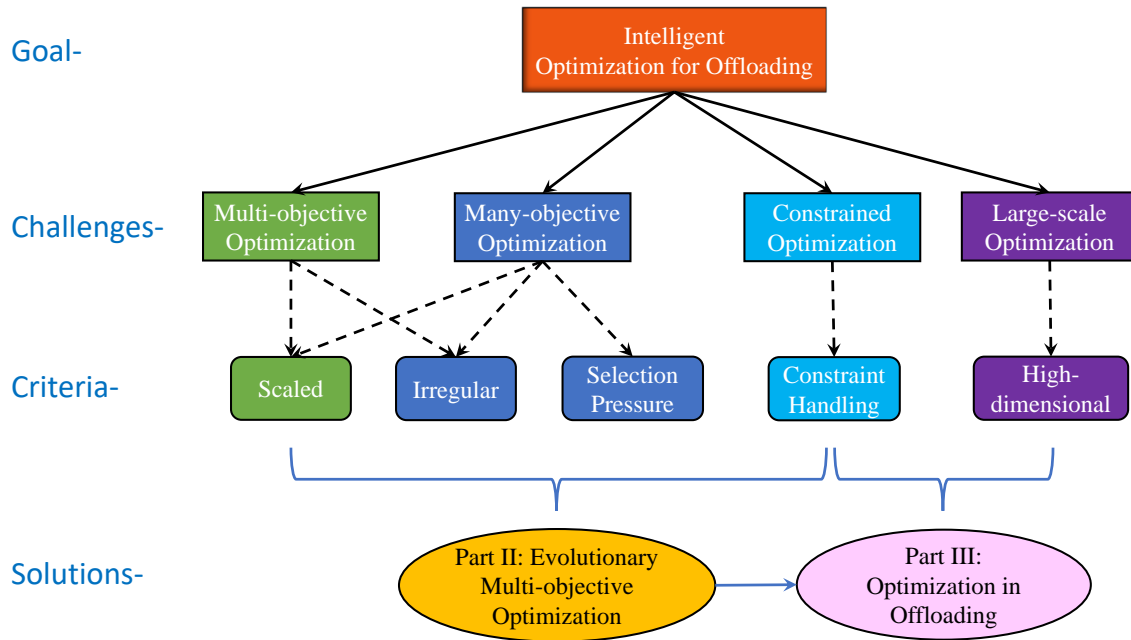 Goal-
Intelligent
Optimization for Offloading
Challenges-
Multi-objective
Optimization
Many-objective
Optimization
Constrained
Optimization
Large-scale
Optimization
Criteria-
Scaled
Irregular
Selection
Pressure
Constraint
Handling
High-
dimensional
Solutions-
Part II: Evolutionary
Multi-objective
Optimization
Part III:
Optimization in
Offloading